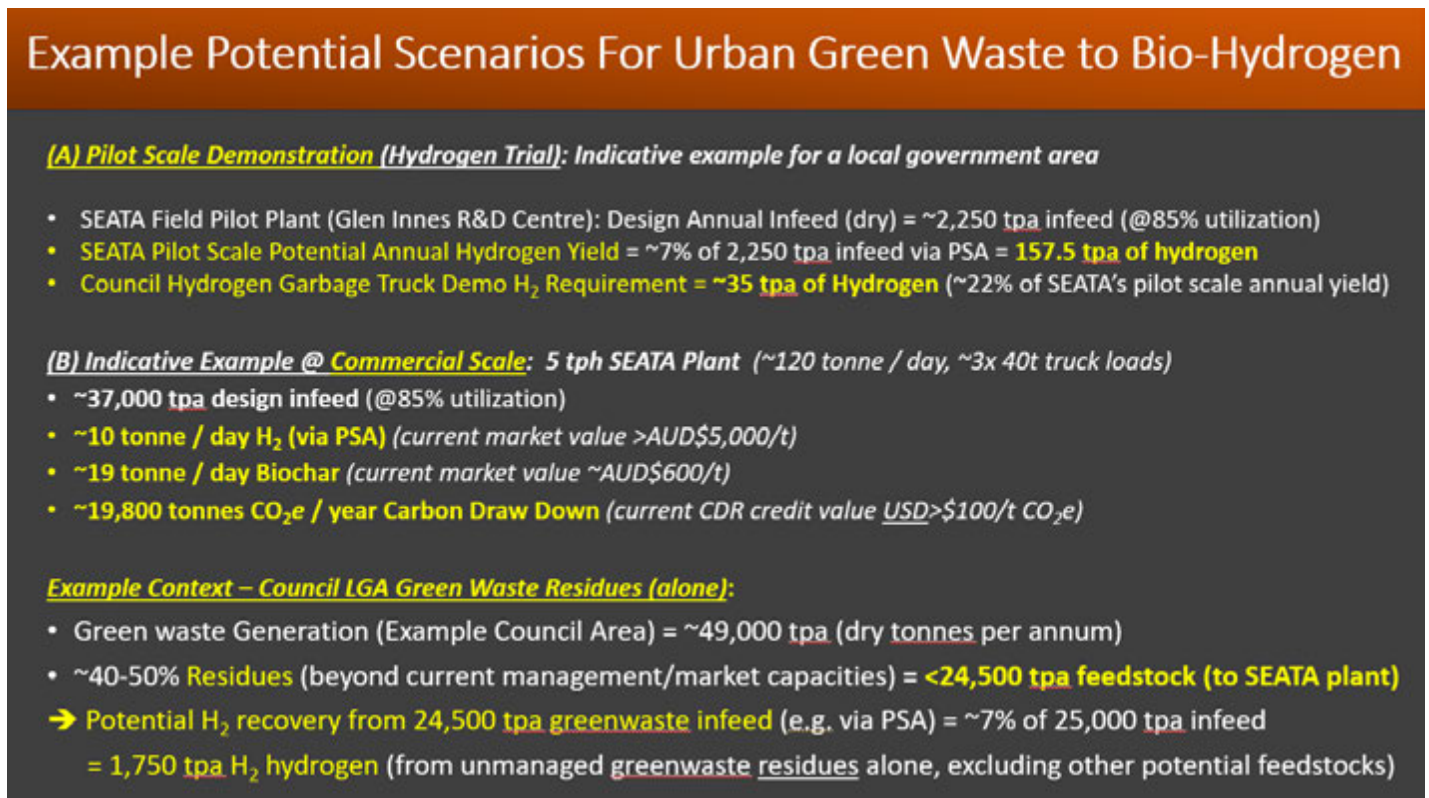 Example Potential Scenarios For Urban Green Waste to Bio-Hydrogen
(A) Pilot Scale Demonstration (Hydrogen Trial): Indicative example for a local government area
• SEATA Field Pilot Plant (Glen Innes R&D Centre): Design Annual Infeed (dry) = ~2,250 tpa infeed (@85% utilization)
• SEATA Pilot Scale Potential Annual Hydrogen Yield = ~7% of 2,250 tpa infeed via PSA = 157.5 tpa of hydrogen
• Council Hydrogen Garbage Truck Demo H₂ Requirement = ~35 tpa of Hydrogen (~22% of SEATA's pilot scale annual yield)
(B) Indicative Example @ Commercial Scale: 5 tph SEATA Plant (~120 tonne / day, ~3x 40t truck loads)
• ~37,000 tpa design infeed (@85% utilization)
• ~10 tonne / day H₂ (via PSA) (current market value >AUD$5,000/t)
• ~19 tonne / day Biochar (current market value ~AUD$600/t)
• ~19,800 tonnes CO₂e / year Carbon Draw Down (current CDR credit value USD>$100/t CO₂e)
Example Context – Council LGA Green Waste Residues (alone):
• Green waste Generation (Example Council Area) = ~49,000 tpa (dry tonnes per annum)
• ~40-50% Residues (beyond current management/market capacities) = <24,500 tpa feedstock (to SEATA plant)
➔ Potential H₂ recovery from 24,500 tpa greenwaste infeed (e.g. via PSA) = ~7% of 25,000 tpa infeed
= 1,750 tpa H₂ hydrogen (from unmanaged greenwaste residues alone, excluding other potential feedstocks)